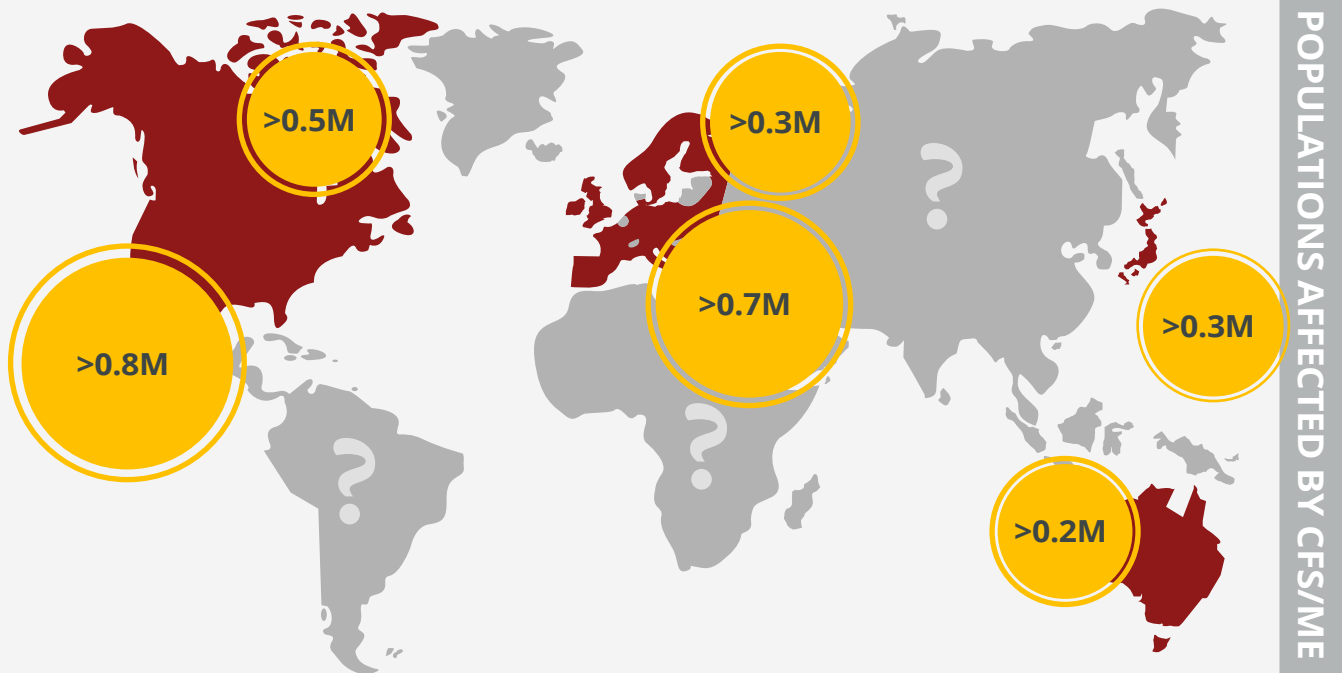 >0.5M
>0.3M
?
>0.7M
>0.3M
>0.8M
?
?
>0.2M
POPULATIONS AFFECTED BY CFS/ME